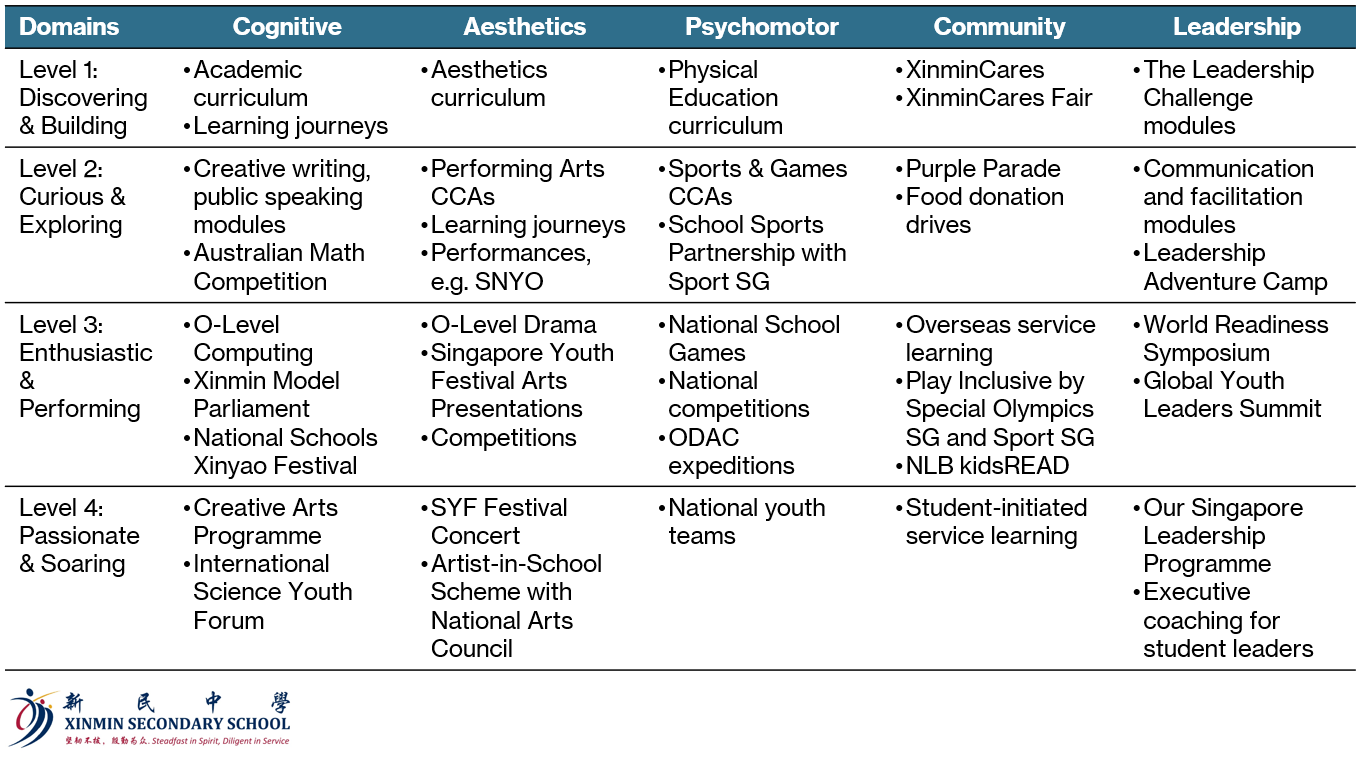 Domains Cognitive Aesthetics Psychomotor Community Leadership
Level 1:
Discovering
& Building
•Academic
curriculum
•Learning journeys
•Aesthetics
curriculum
•Physical
Education
curriculum
•XinminCares
•XinminCares Fair
•The Leadership
Challenge
modules
Level 2:
Curious &
Exploring
•Creative writing,
public speaking
modules
•Australian Math
Competition
•Performing Arts
CCAs
•Learning journeys
•Performances,
e.g. SNYO
•Sports & Games
CCAs
•School Sports
Partnership with
Sport SG
•Purple Parade
•Food donation
drives
•Communication
and facilitation
modules
•Leadership
Adventure Camp
Level 3:
Enthusiastic
&
Performing
•O-Level
Computing
•Xinmin Model
Parliament
•National Schools
Xinyao Festival
•O-Level Drama
•Singapore Youth
Festival Arts
Presentations
•Competitions
•National School
Games
•National
competitions
•ODAC
expeditions
•Overseas service
learning
•Play Inclusive by
Special Olympics
SG and Sport SG
•NLB kidsREAD
•World Readiness
Symposium
•Global Youth
Leaders Summit
Level 4:
Passionate
& Soaring
•Creative Arts
Programme
•International
Science Youth
Forum
•SYF Festival
Concert
•Artist-in-School
Scheme with
National Arts
Council
•National youth
teams
•Student-initiated
service learning
•Our Singapore
Leadership
Programme
•Executive
coaching for
student leaders
新民中學
XINMIN SECONDARY SCHOOL
坚韧不拔，殷勤为众. Steadfast in Spirit, Diligent in Service